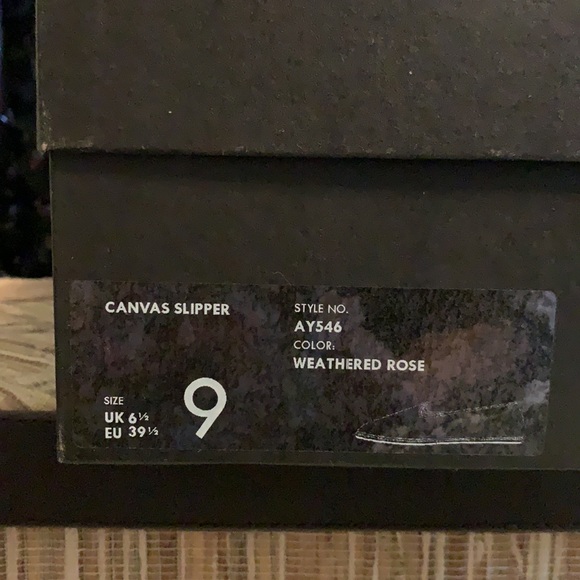 CANVAS SLIPPER
STYLE NO.
AY546
COLOR:
WEATHERED ROSE
SIZE
UK 6½
EU 39½
9